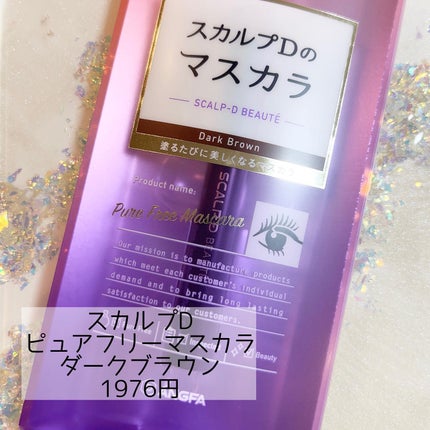 スカルプDの
マスカラ
SCALP-D BEAUTÉ
Dark Brown
塗るたびに美しくなるマスカラ
product name:
Pure Free Mascara
Our mission is to manufacture products
which meet each customer's individual
demand and to bring long lasting
satisfaction to our customers.
Beauty
スカルプD
ピュアフリーマスカラ
ダークブラウン
1976円